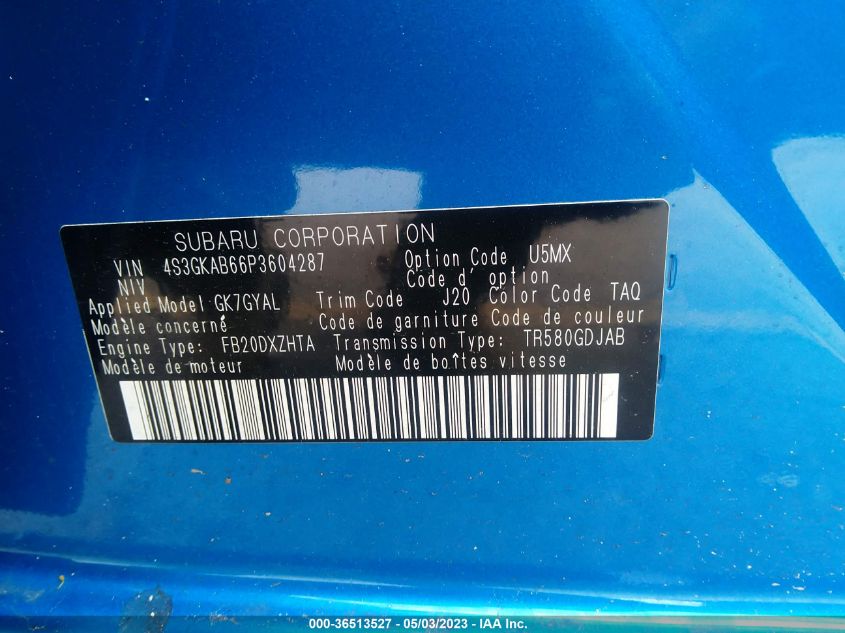 SUBARU CORPORATION
VIN 4S3GKAB66P3604287 Option Code U5MX
NIV Code d' option
Applied Model GK7GYAL Trim Code J20 Color Code TAQ
Modèle concerné Code de garniture Code de couleur
Engine Type: FB20DXZHTA Transmission Type: TR580GDJAB
Modèle de moteur Modèle de boîtes vitesse
000-36513527 - 05/03/2023 - IAA Inc.